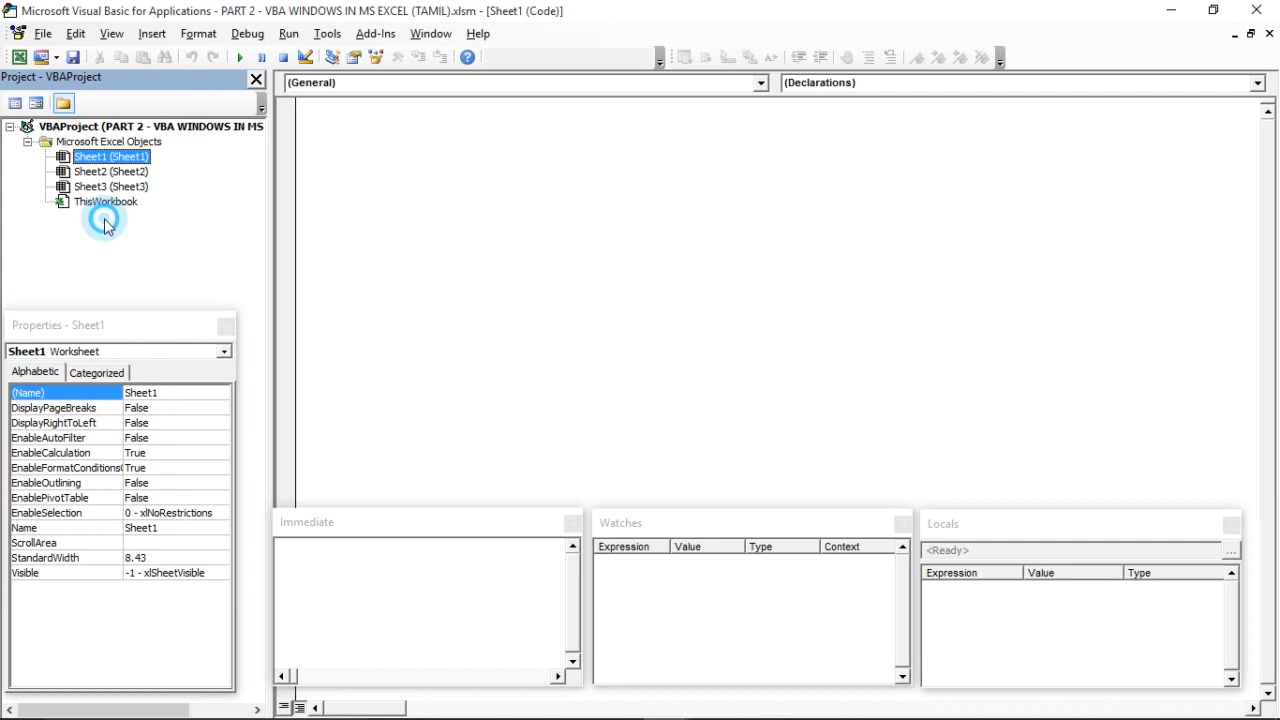 Microsoft Visual Basic for Applications - PART 2 - VBA WINDOWS IN MS EXCEL (TAMIL).xlsm - [Sheet1 (Code)]
File Edit View Insert Format Debug Run Tools Add-Ins Window Help
Project - VBAProject
(General) (Declarations)
VBAProject (PART 2 - VBA WINDOWS IN MS
Microsoft Excel Objects
Sheet1 (Sheet1)
Sheet2 (Sheet2)
Sheet3 (Sheet3)
ThisWorkbook
Properties - Sheet1
Sheet1 Worksheet
Alphabetic Categorized
(Name) Sheet1
DisplayPageBreaks False
DisplayRightToLeft False
EnableAutoFilter False
EnableCalculation True
EnableFormatConditions True
EnableOutlining False
EnablePivotTable False
EnableSelection 0 - xlNoRestrictions
Name Sheet1
ScrollArea
StandardWidth 8.43
Visible -1 - xlSheetVisible
Immediate
Watches
Expression Value Type Context
Locals
<Ready> ...
Expression Value Type